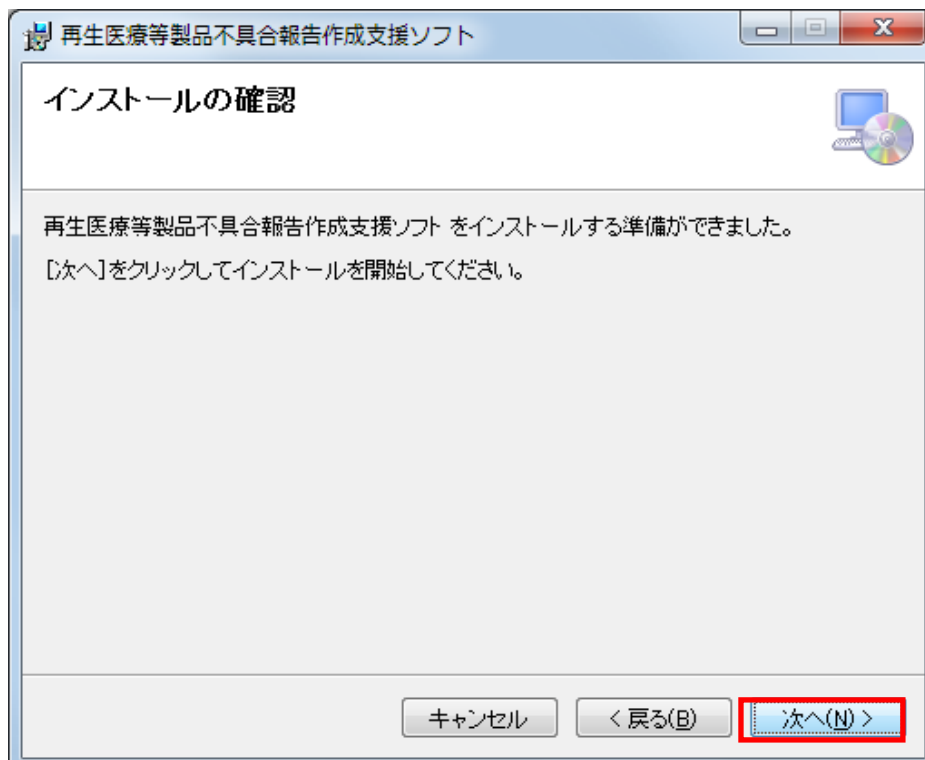 再生医療等製品不具合報告作成支援ソフト
インストールの確認
再生医療等製品不具合報告作成支援ソフト をインストールする準備ができました。
[次へ]をクリックしてインストールを開始してください。
キャンセル
< 戻る(B)
次へ(N) >